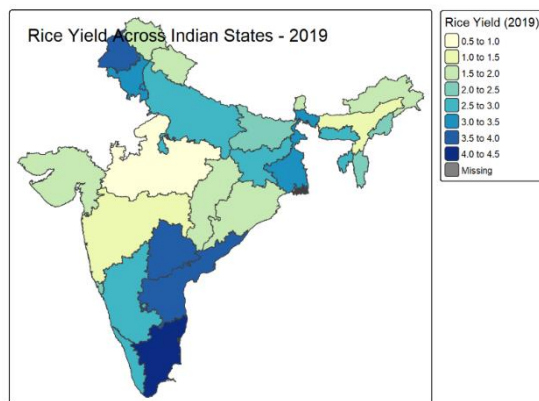 Rice Yield Across Indian States - 2019
Rice Yield (2019)
0.5 to 1.0
1.0 to 1.5
1.5 to 2.0
2.0 to 2.5
2.5 to 3.0
3.0 to 3.5
3.5 to 4.0
4.0 to 4.5
Missing